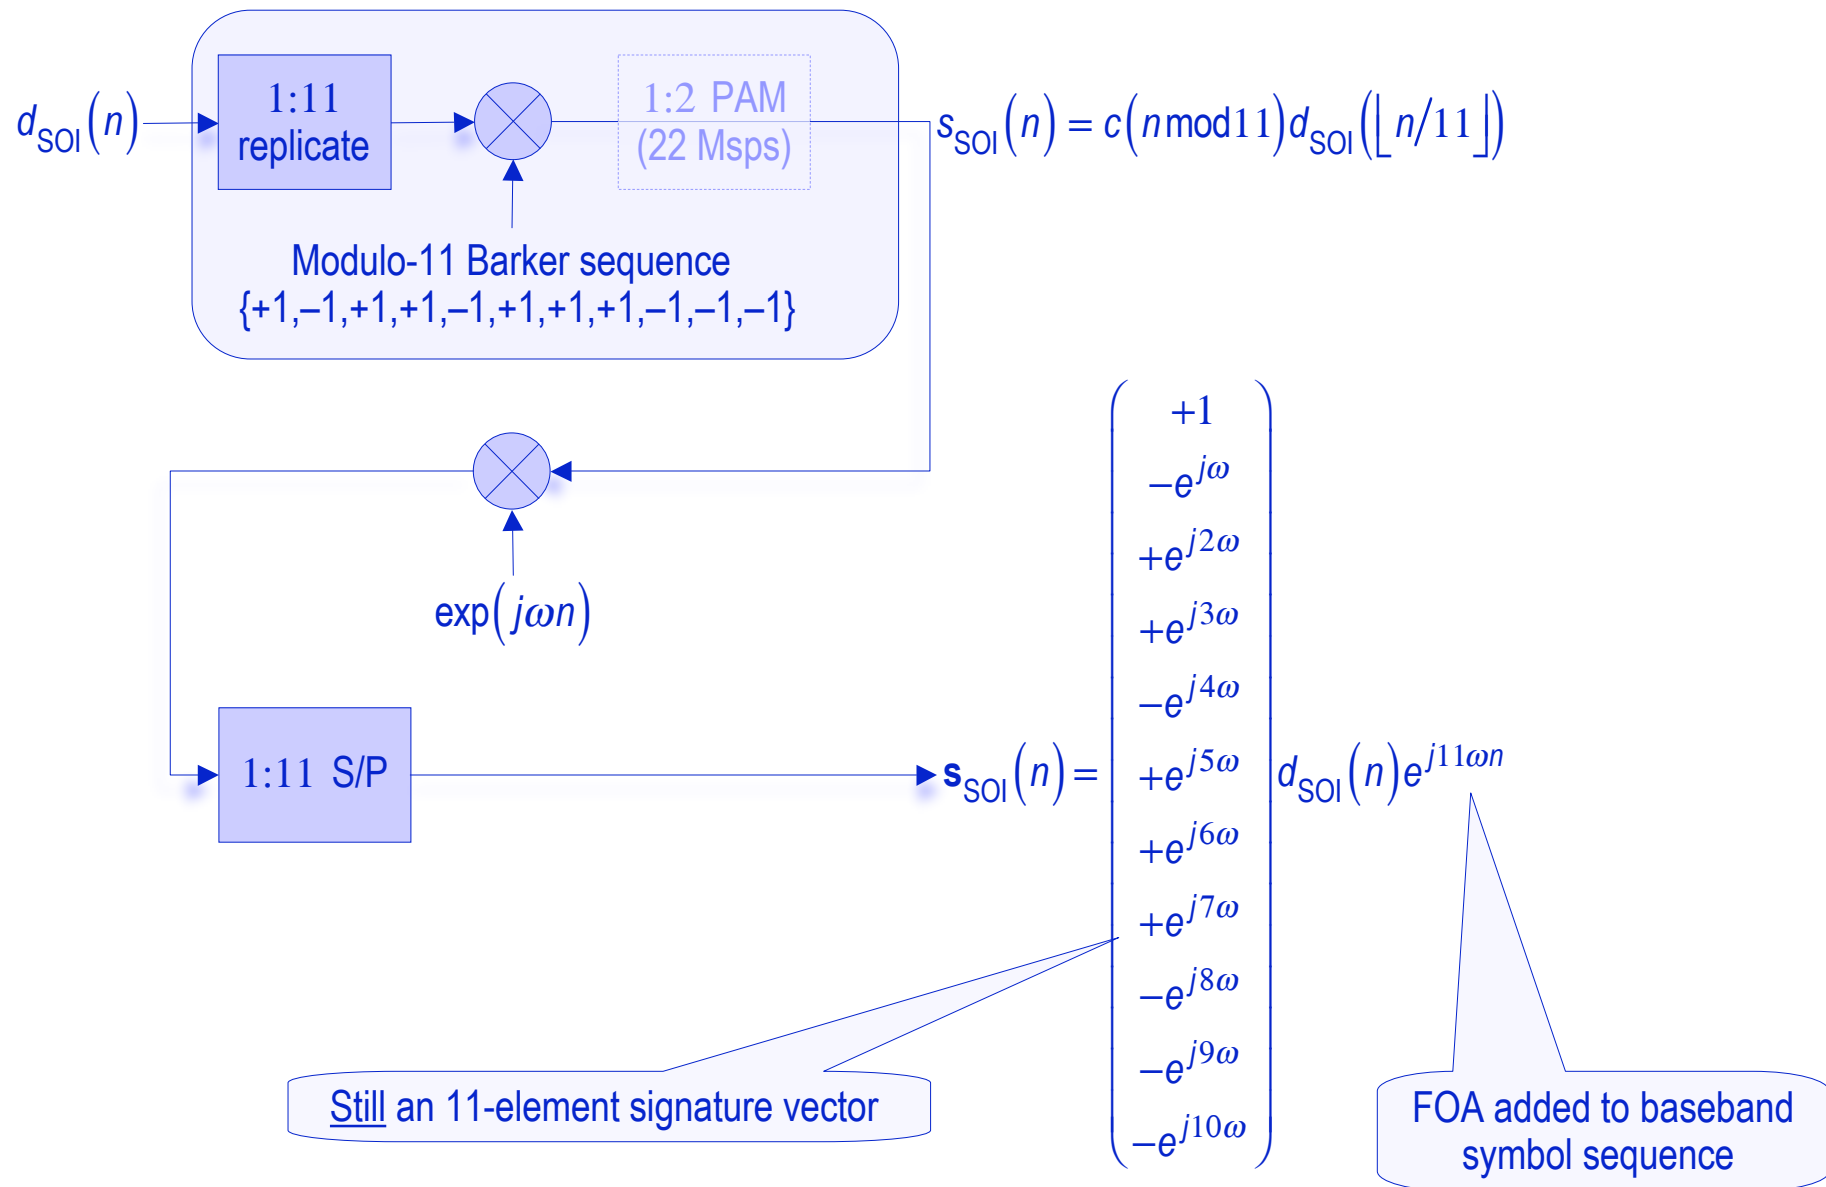 d_SOI(n)
1:11
replicate
1:2 PAM
(22 Msps)
s_SOI(n) = c(n mod 11) d_SOI(⌊n/11⌋)
Modulo-11 Barker sequence
{+1,–1,+1,+1,–1,+1,+1,+1,–1,–1,–1}
exp(jωn)
1:11 S/P
s_SOI(n) =
+1
−e^{jω}
+e^{j2ω}
+e^{j3ω}
−e^{j4ω}
+e^{j5ω}
+e^{j6ω}
+e^{j7ω}
−e^{j8ω}
−e^{j9ω}
−e^{j10ω}
d_SOI(n)e^{j11ωn}
Still an 11-element signature vector
FOA added to baseband
symbol sequence